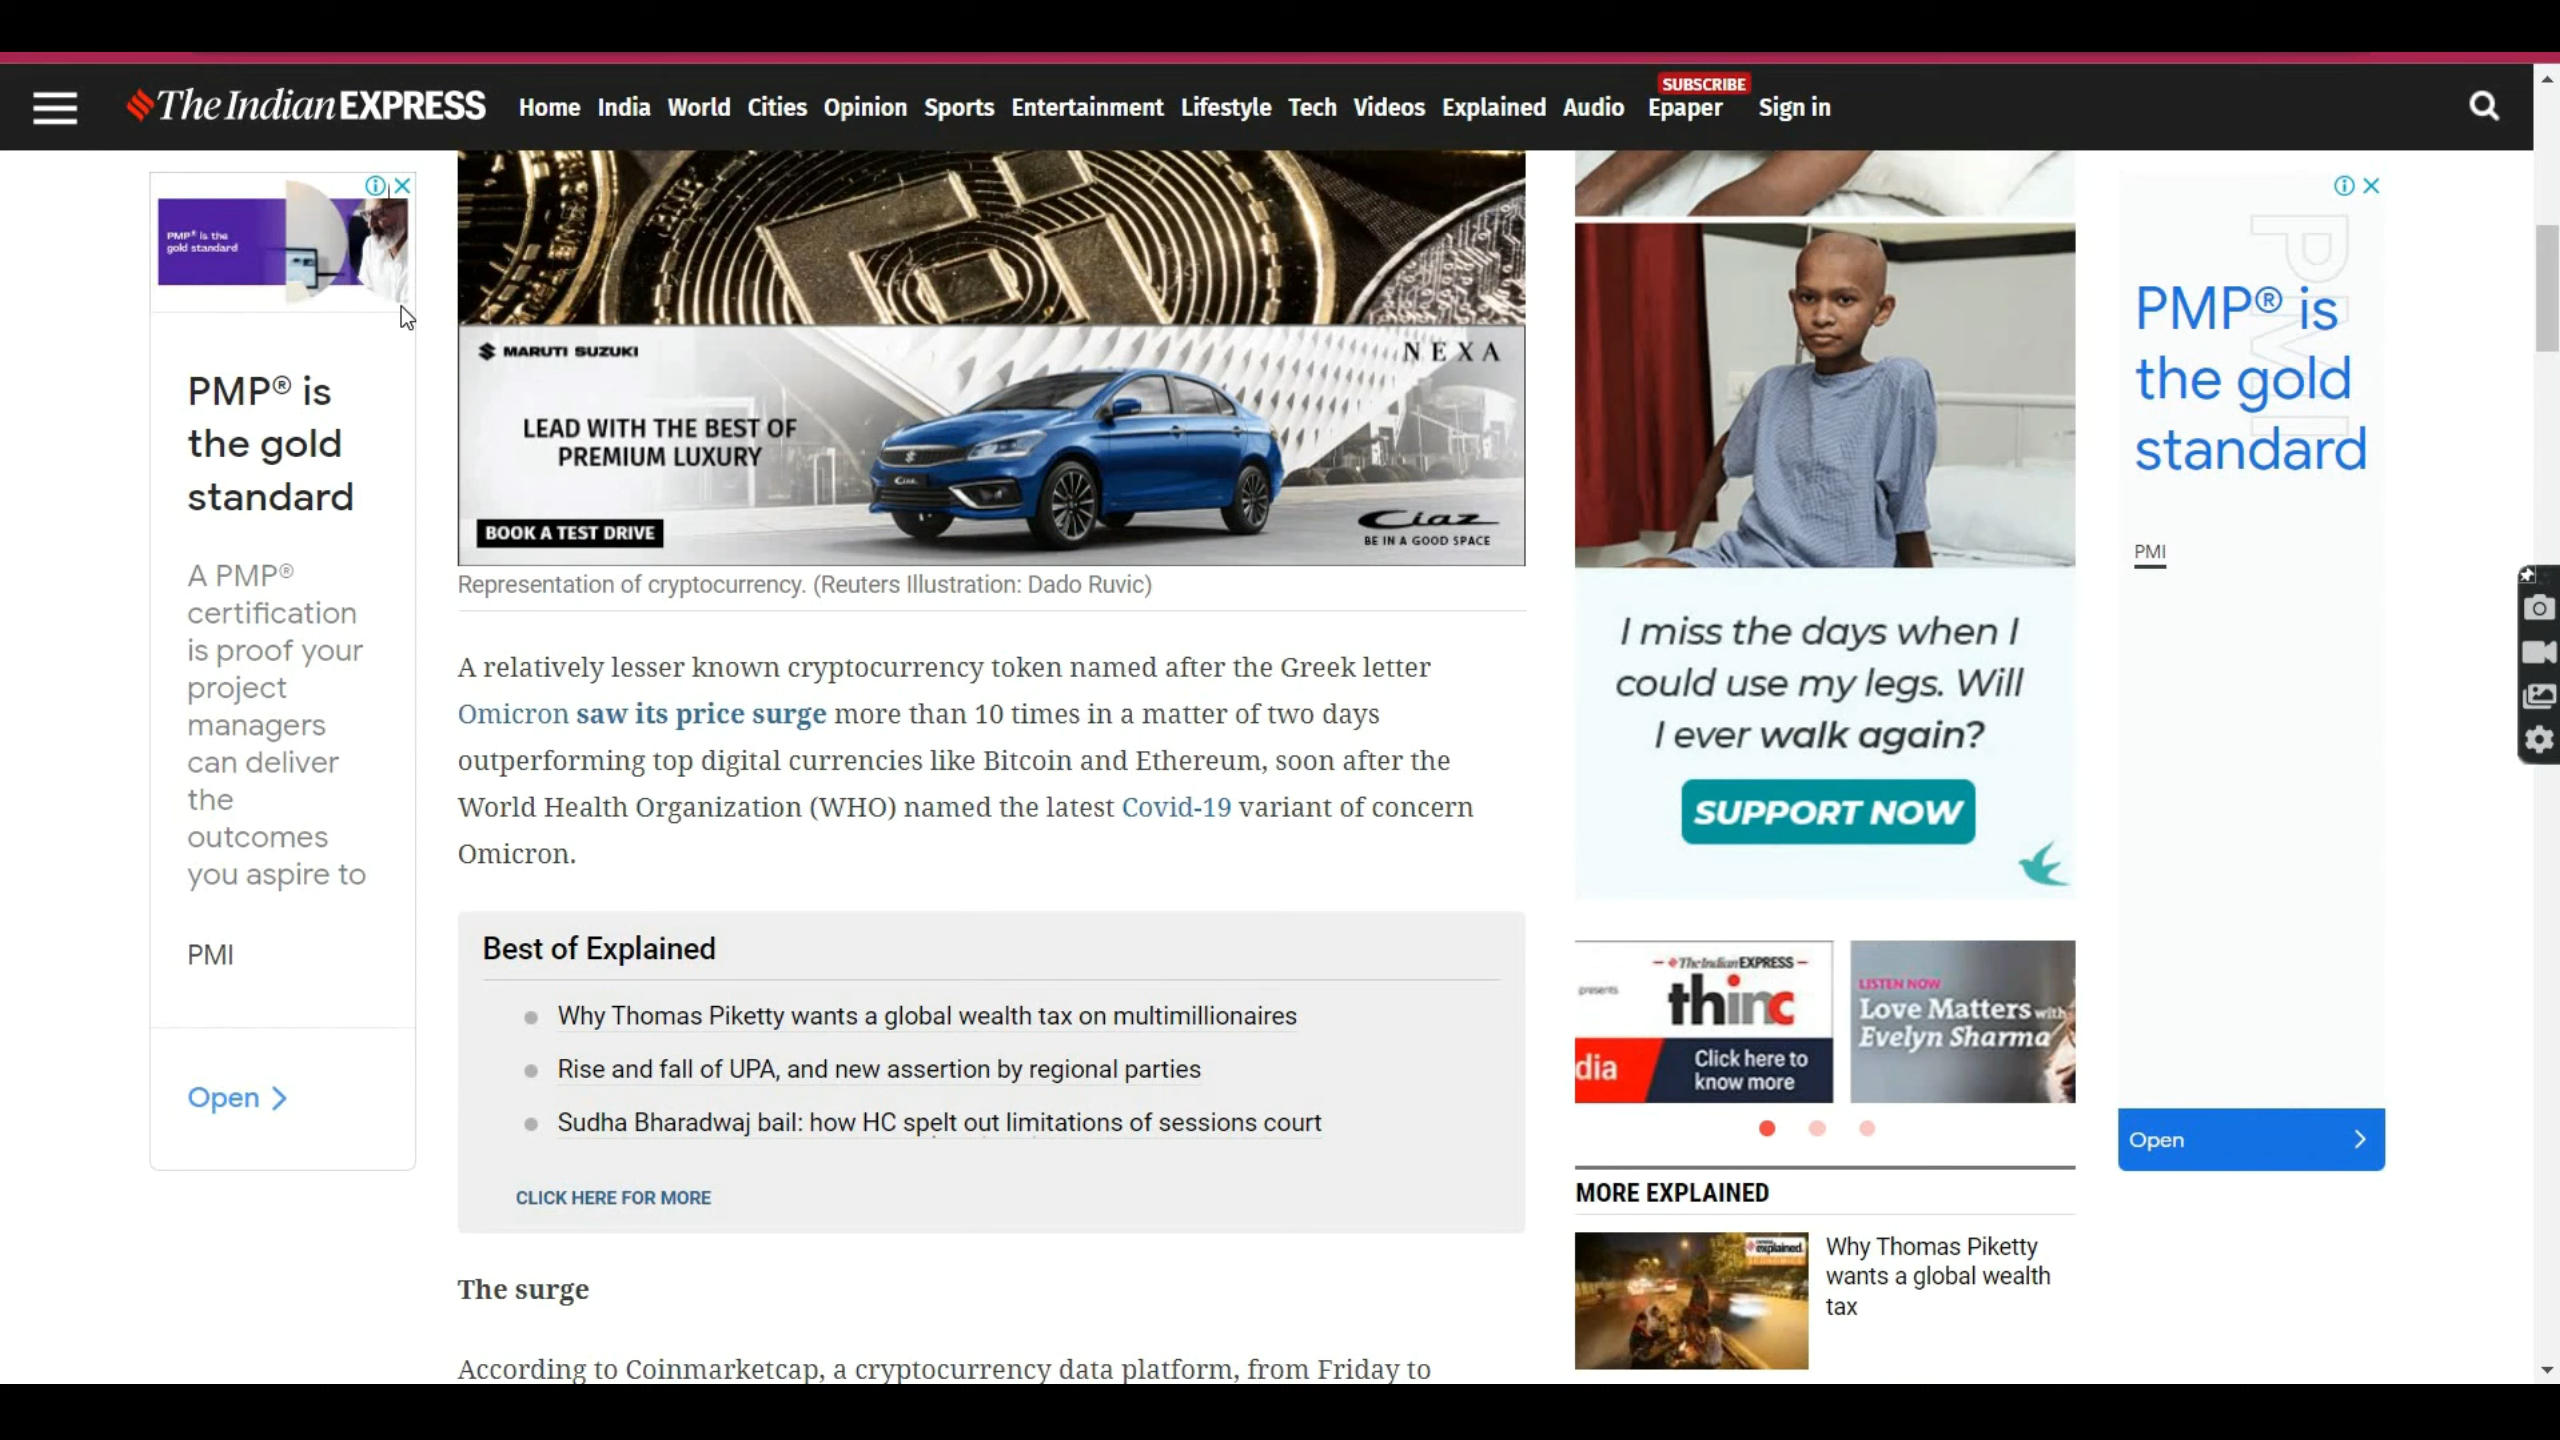 The Indian EXPRESS
Home India World Cities Opinion Sports Entertainment Lifestyle Tech Videos Explained Audio Epaper Sign in
SUBSCRIBE
PMP® is the
gold standard
PMP® is
the gold
standard
A PMP®
certification
is proof your
project
managers
can deliver
the
outcomes
you aspire to
PMI
Open
MARUTI SUZUKI
NEXA
LEAD WITH THE BEST OF
PREMIUM LUXURY
BOOK A TEST DRIVE
Ciaz
Ciaz
BE IN A GOOD SPACE
Representation of cryptocurrency. (Reuters Illustration: Dado Ruvic)
A relatively lesser known cryptocurrency token named after the Greek letter
Omicron saw its price surge more than 10 times in a matter of two days
outperforming top digital currencies like Bitcoin and Ethereum, soon after the
World Health Organization (WHO) named the latest Covid-19 variant of concern
Omicron.
Best of Explained
Why Thomas Piketty wants a global wealth tax on multimillionaires
Rise and fall of UPA, and new assertion by regional parties
Sudha Bharadwaj bail: how HC spelt out limitations of sessions court
CLICK HERE FOR MORE
The surge
According to Coinmarketcap, a cryptocurrency data platform, from Friday to
I miss the days when I
could use my legs. Will
I ever walk again?
SUPPORT NOW
The Indian EXPRESS
presents
thinc
dia
Click here to
know more
LISTEN NOW
Love Matters with
Evelyn Sharma
MORE EXPLAINED
explained.
Why Thomas Piketty
wants a global wealth
tax
PMI
PMP® is
the gold
standard
PMI
Open